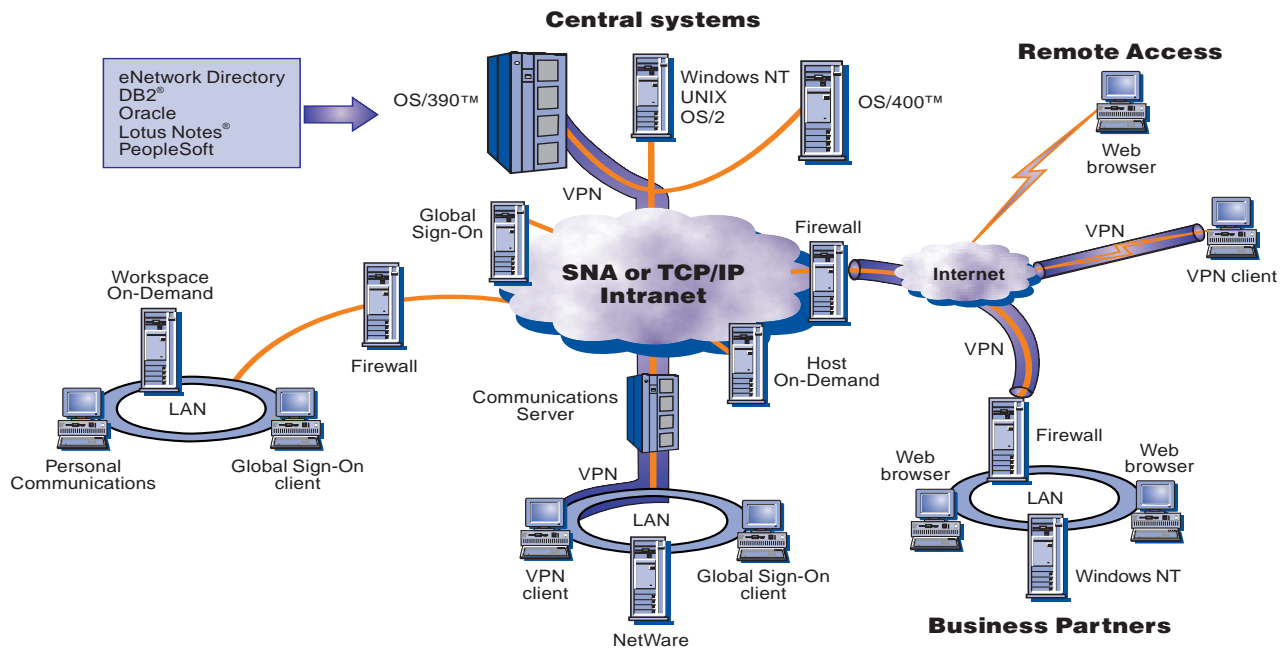 Central systems
Remote Access
eNetwork Directory
DB2®
Oracle
Lotus Notes®
PeopleSoft
OS/390™
Windows NT
UNIX
OS/2
OS/400™
Web
browser
VPN
Global
Sign-On
Firewall
VPN
VPN client
SNA or TCP/IP
Intranet
Internet
Workspace
On-Demand
Firewall
VPN
Host
On-Demand
Communications
Server
LAN
Personal
Communications
Global Sign-On
client
VPN
LAN
VPN
client
Global Sign-On
client
NetWare
Firewall
Web
browser
Web
browser
LAN
Windows NT
Business Partners